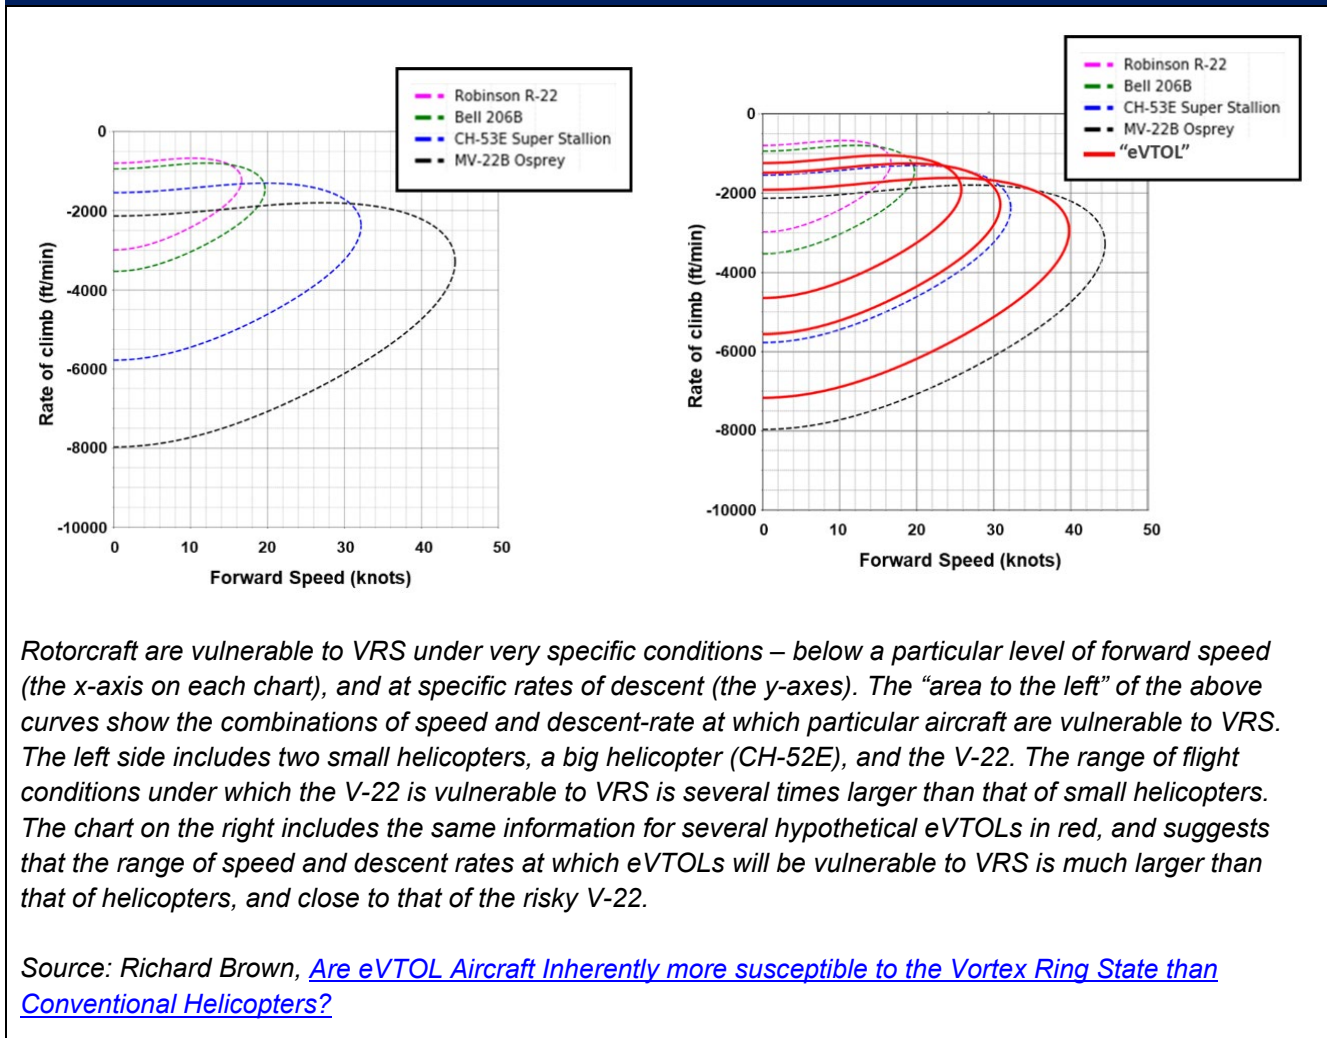 Robinson R-22
Bell 206B
CH-53E Super Stallion
MV-22B Osprey
0
-2000
-4000
-6000
-8000
-10000
Rate of climb (ft/min)
0 10 20 30 40 50
Forward Speed (knots)
Robinson R-22
Bell 206B
CH-53E Super Stallion
MV-22B Osprey
“eVTOL”
0
-2000
-4000
-6000
-8000
-10000
Rate of climb (ft/min)
0 10 20 30 40 50
Forward Speed (knots)
Rotorcraft are vulnerable to VRS under very specific conditions – below a particular level of forward speed
(the x-axis on each chart), and at specific rates of descent (the y-axes). The “area to the left” of the above
curves show the combinations of speed and descent-rate at which particular aircraft are vulnerable to VRS.
The left side includes two small helicopters, a big helicopter (CH-52E), and the V-22. The range of flight
conditions under which the V-22 is vulnerable to VRS is several times larger than that of small helicopters.
The chart on the right includes the same information for several hypothetical eVTOLs in red, and suggests
that the range of speed and descent rates at which eVTOLs will be vulnerable to VRS is much larger than
that of helicopters, and close to that of the risky V-22.
Source: Richard Brown, Are eVTOL Aircraft Inherently more susceptible to the Vortex Ring State than
Conventional Helicopters?